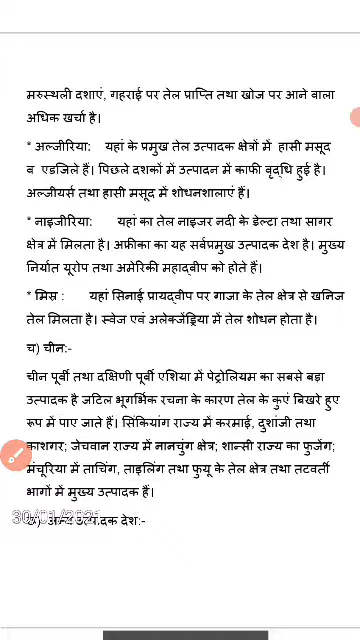 मरुस्थली दशाएं, गहराई पर तेल प्राप्ति तथा खोज पर आने वाला
अधिक खर्चा है।
* अल्जीरिया: यहां के प्रमुख तेल उत्पादक क्षेत्रों में हासी मसूद
व एडजिले हैं। पिछले दशकों में उत्पादन में काफी वृद्धि हुई है।
अल्जीयर्स तथा हासी मसूद में शोधनशालाएं हैं।
* नाइजीरिया: यहां का तेल नाइजर नदी के डेल्टा तथा सागर
क्षेत्र में मिलता है। अफ्रीका का यह सर्वप्रमुख उत्पादक देश है। मुख्य
निर्यात यूरोप तथा अमेरिकी महाद्वीप को होते हैं।
* मिस्र : यहां सिनाई प्रायद्वीप पर गाजा के तेल क्षेत्र से खनिज
तेल मिलता है। स्वेज एवं अलेक्जेंड्रिया में तेल शोधन होता है।
च) चीन:-
चीन पूर्वी तथा दक्षिणी पूर्वी एशिया में पेट्रोलियम का सबसे बड़ा
उत्पादक है जटिल भूगर्भिक रचना के कारण तेल के कुएं बिखरे हुए
रूप में पाए जाते हैं। सिंकियांग राज्य में करमाई, दुशांजी तथा
काशगर; जेचवान राज्य में नानचुंग क्षेत्र; शान्सी राज्य का फुजेंग;
मंचूरिया में ताचिंग, ताइलिंग तथा फुयू के तेल क्षेत्र तथा तटवर्ती
भागों में मुख्य उत्पादक हैं।
30/01/2021
छ) अन्य उत्पादक देश:-